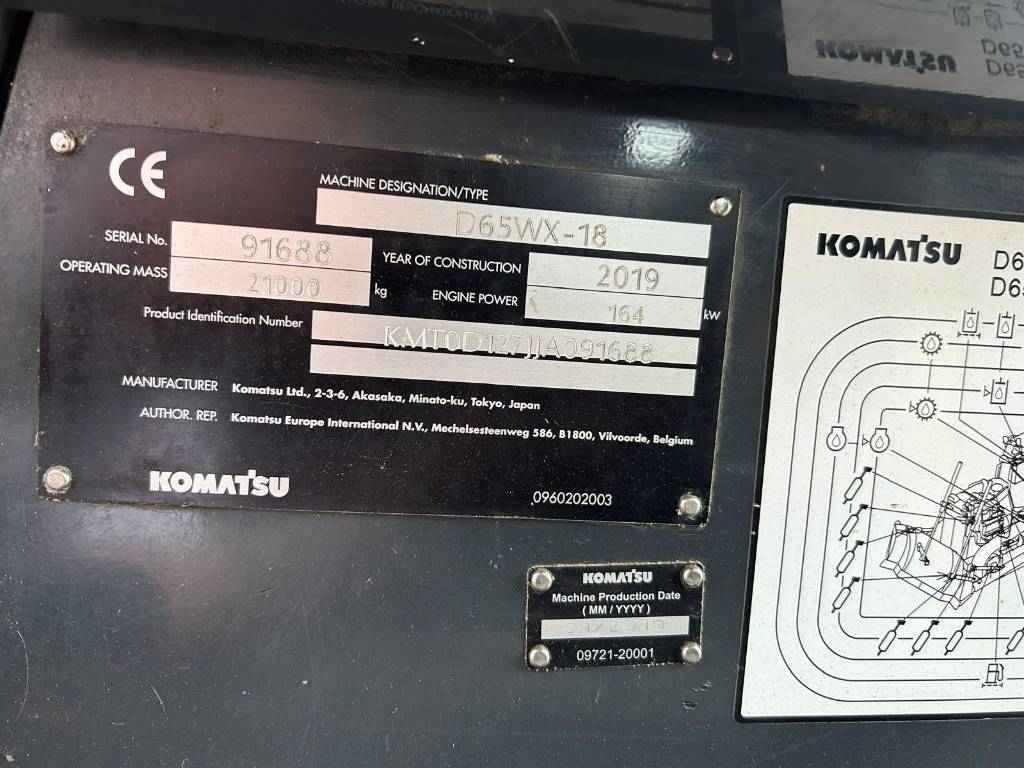 KOMATSU
CE
MACHINE DESIGNATION/TYPE
D65WX-18
SERIAL No.
91688
YEAR OF CONSTRUCTION
2019
OPERATING MASS
21000
kg
ENGINE POWER
164
kW
Product Identification Number
MANUFACTURER
Komatsu Ltd., 2-3-6, Akasaka, Minato-ku, Tokyo, Japan
AUTHOR. REP.
Komatsu Europe International N.V., Mechelsesteenweg 586, B1800, Vilvoorde, Belgium
KOMATSU
0960202003
KOMATSU
Machine Production Date
( MM / YYYY )
09721-20001
KOMATSU